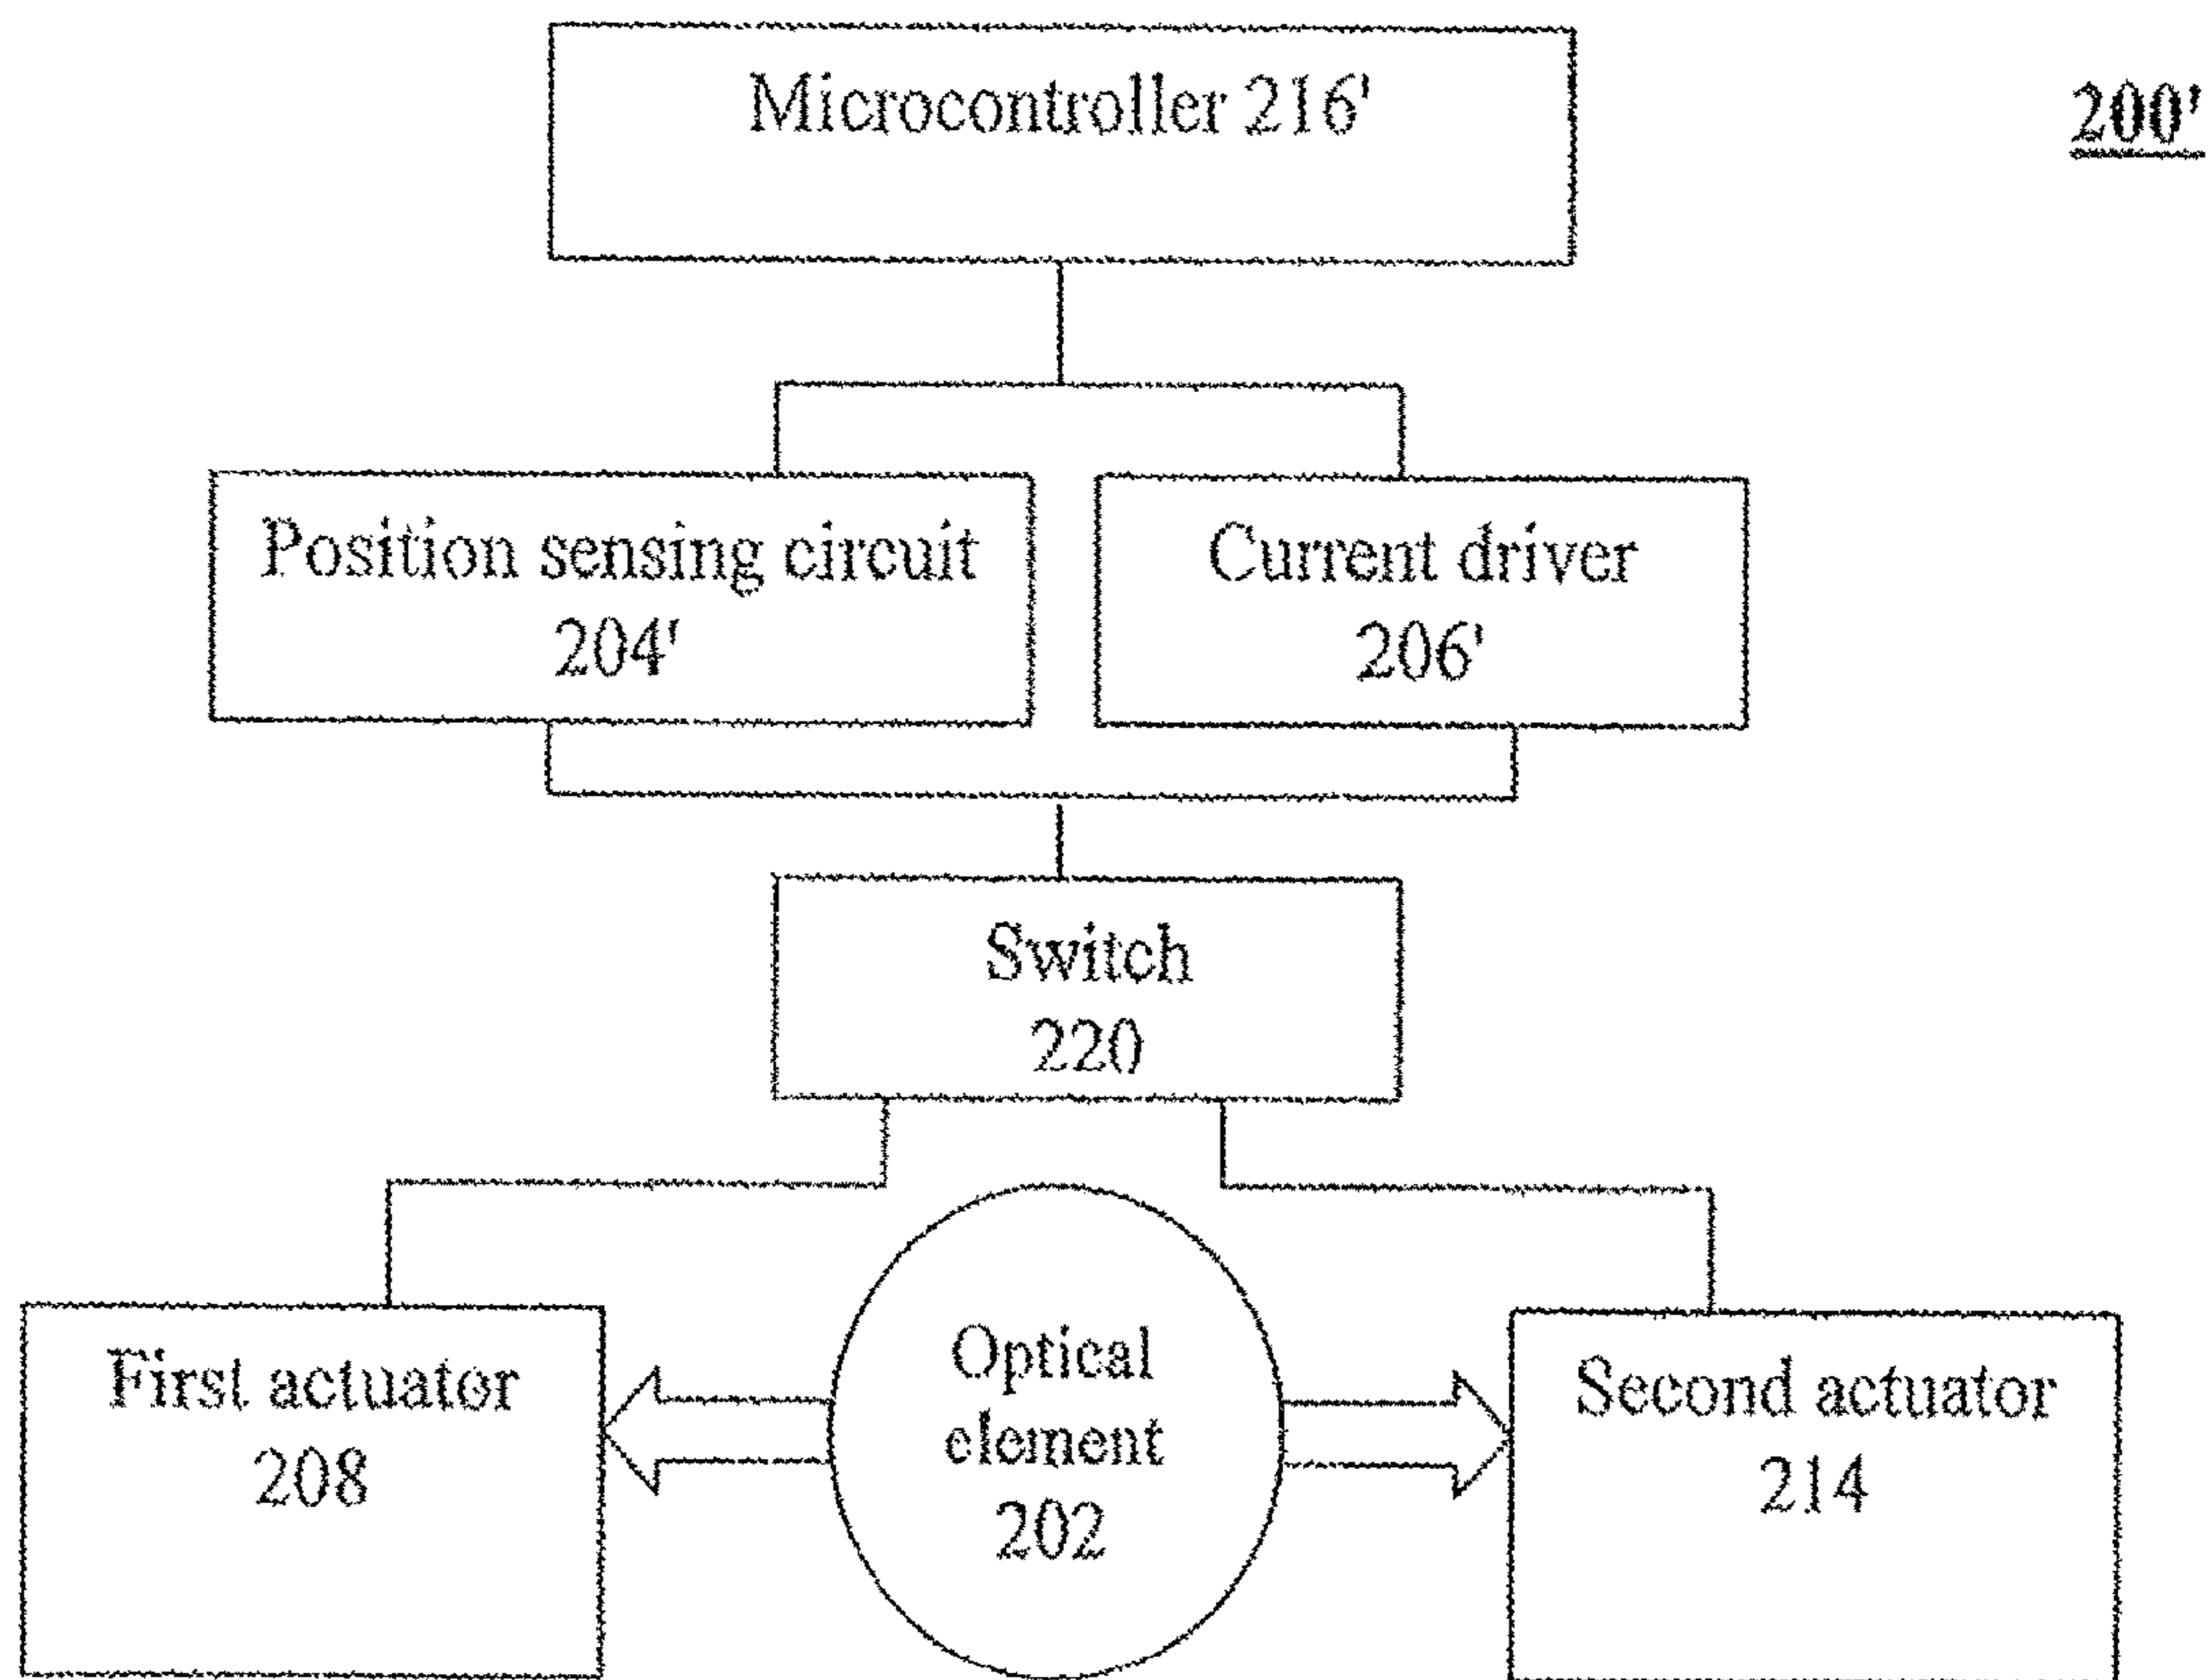 Microcontroller 216'
200'
Position sensing circuit
204'
Current driver
206'
Switch
220
First actuator
208
Optical
element
202
Second actuator
214